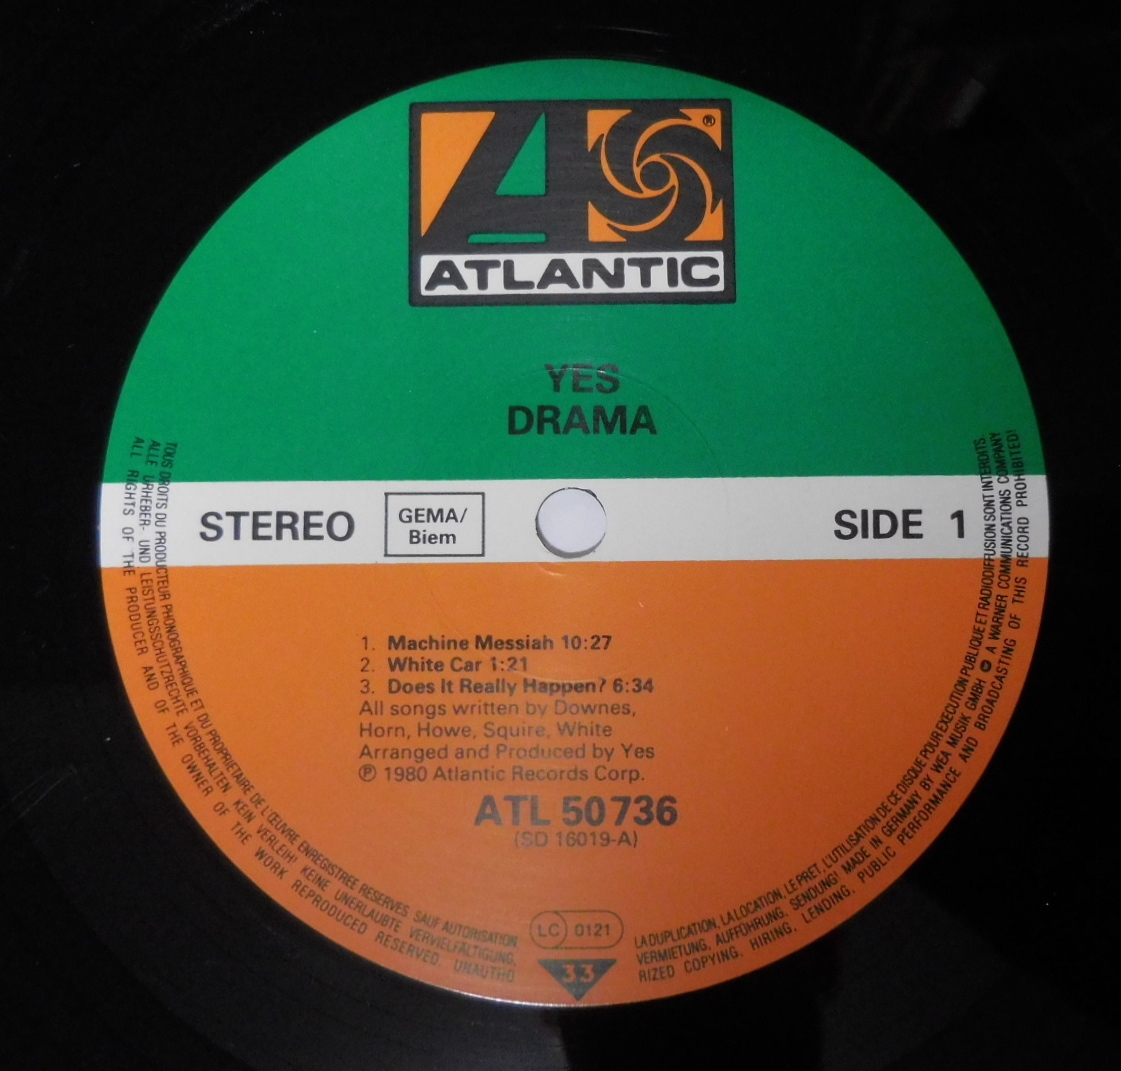 ®
ATLANTIC
YES
DRAMA
STEREO
GEMA/
Biem
SIDE 1
1. Machine Messiah 10:27
2. White Car 1:21
3. Does It Really Happen? 6:34
All songs written by Downes,
Horn, Howe, Squire, White
Arranged and Produced by Yes
℗ 1980 Atlantic Records Corp.
ATL 50 736
(SD 16019-A)
LC 0121
33
TOUS DROITS DU PRODUCTEUR PHONOGRAPHIQUE ET DU PROPRIETAIRE DE L'ŒUVRE ENREGISTREE RESERVES. SAUF AUTORISATION
LA DUPLICATION, LA LOCATION, LE PRET, L'UTILISATION DE CE DISQUE POUR EXECUTION PUBLIQUE ET RADIODIFFUSION SONT INTERDITS.
ALLE URHEBER- UND LEISTUNGSSCHUTZRECHTE VORBEHALTEN KEIN VERLEIH! KEINE UNERLAUBTE VERVIELFÄLTIGUNG,
VERMIETUNG, AUFFÜHRUNG, SENDUNG! MADE IN GERMANY BY WEA MUSIK GMBH A WARNER COMMUNICATIONS COMPANY
ALL RIGHTS OF THE PRODUCER AND OF THE OWNER OF THE WORK REPRODUCED RESERVED. UNAUTHO
RIZED COPYING, HIRING, LENDING, PUBLIC PERFORMANCE AND BROADCASTING OF THIS RECORD PROHIBITED!